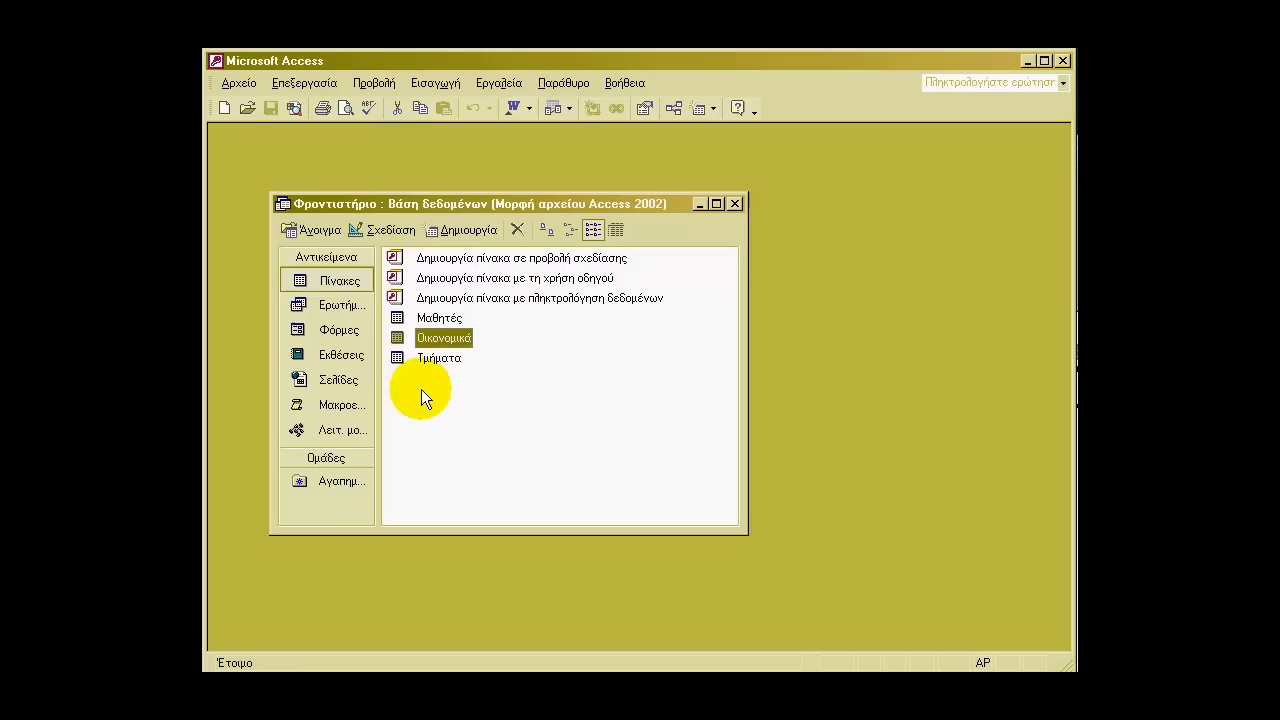 Microsoft Access
Αρχείο Επεξεργασία Προβολή Εισαγωγή Εργαλεία Παράθυρο Βοήθεια
Πληκτρολογήστε ερώτησr
Φροντιστήριο : Βάση δεδομένων (Μορφή αρχείου Access 2002)
Άνοιγμα Σχεδίαση Δημιουργία
Αντικείμενα
Πίνακες
Ερωτήμ...
Φόρμες
Εκθέσεις
Σελίδες
Μακροε...
Λειτ. μο...
Ομάδες
Αγαπημ...
Δημιουργία πίνακα σε προβολή σχεδίασης
Δημιουργία πίνακα με τη χρήση οδηγού
Δημιουργία πίνακα με πληκτρολόγηση δεδομένων
Μαθητές
Οικονομικά
Τμήματα
Έτοιμο
ΑΡ